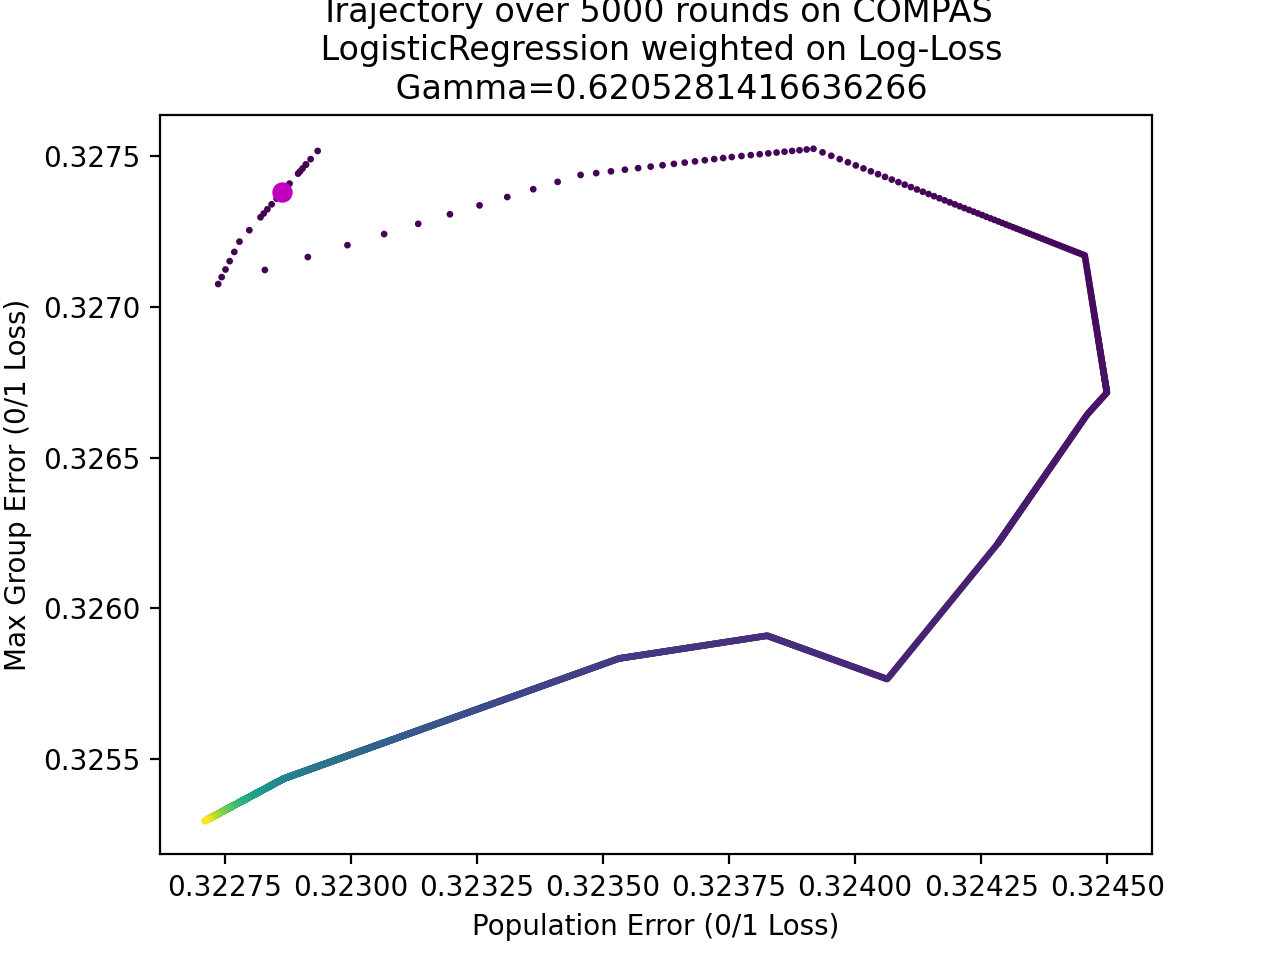 Trajectory over 5000 rounds on COMPAS
LogisticRegression weighted on Log-Loss
Gamma=0.6205281416636266
Max Group Error (0/1 Loss)
0.3275
0.3270
0.3265
0.3260
0.3255
0.32275 0.32300 0.32325 0.32350 0.32375 0.32400 0.32425 0.32450
Population Error (0/1 Loss)